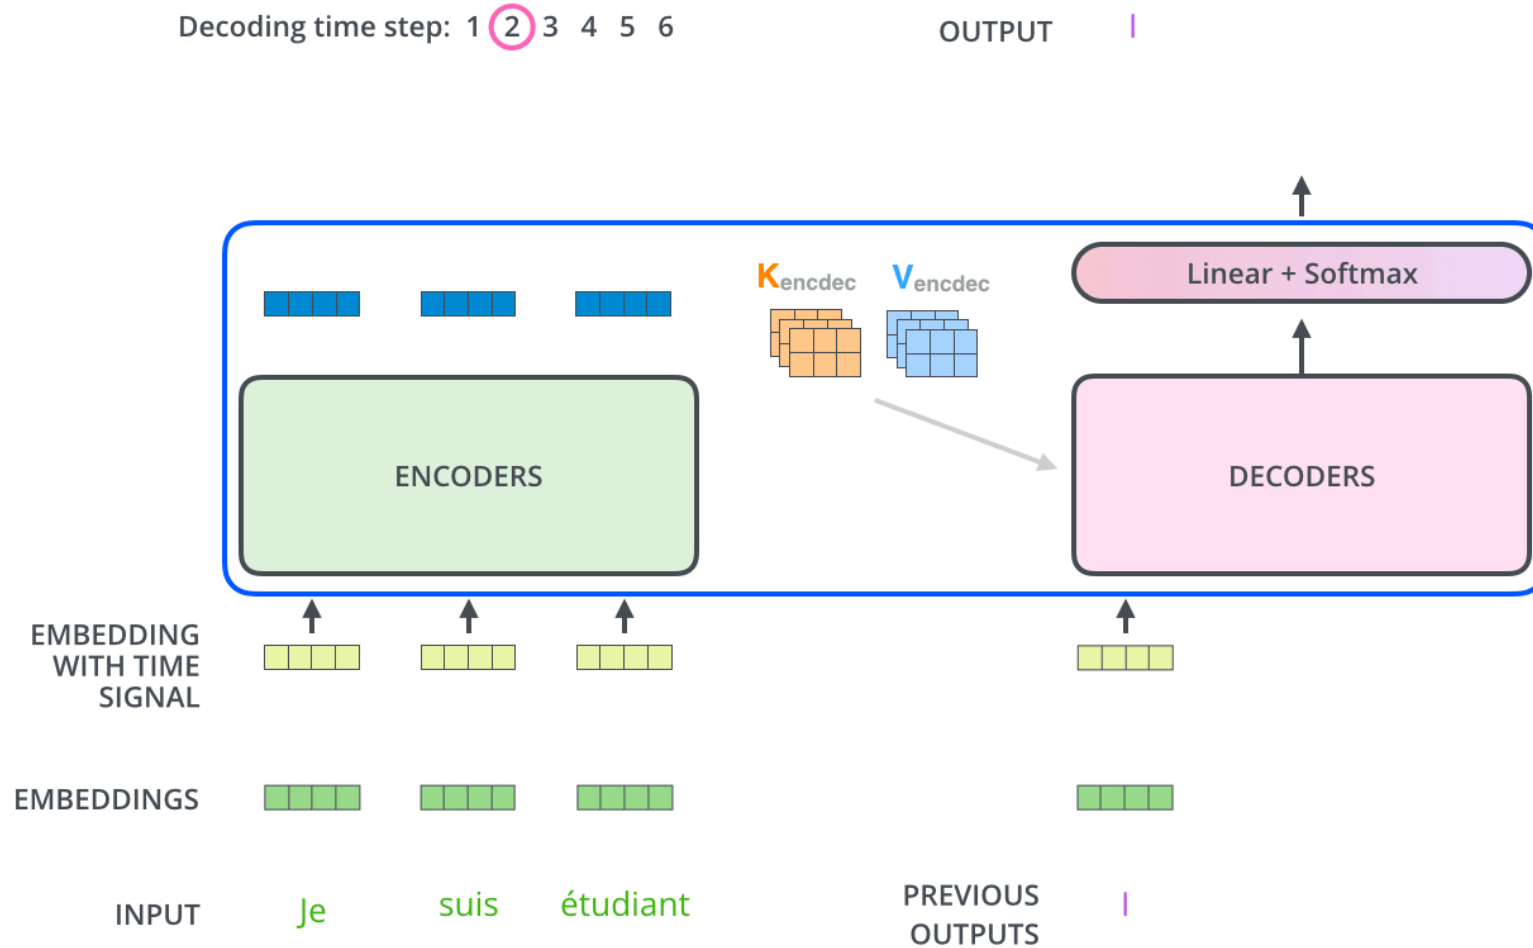 Decoding time step: 1 2 3 4 5 6
OUTPUT I
Kencdec Vencdec
Linear + Softmax
ENCODERS
DECODERS
EMBEDDING
WITH TIME
SIGNAL
EMBEDDINGS
INPUT Je suis étudiant
PREVIOUS
OUTPUTS
I